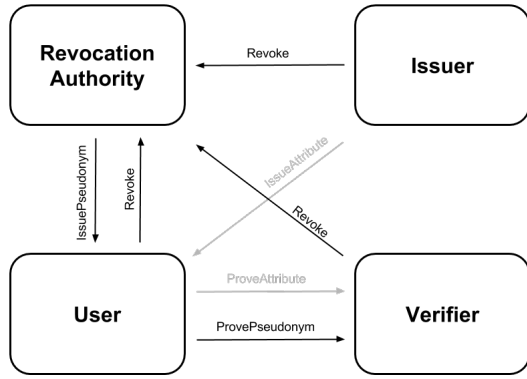 Revocation
Authority
Revoke
Issuer
IssuePseudonym
Revoke
IssueAttribute
Revoke
User
ProveAttribute
ProvePseudonym
Verifier